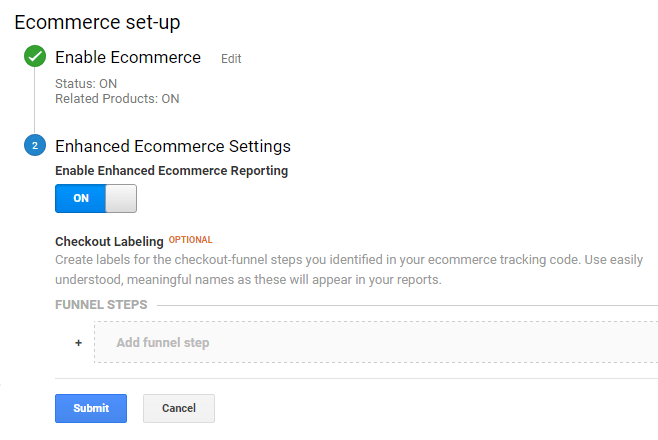 Ecommerce set-up
Enable Ecommerce Edit
Status: ON
Related Products: ON
2 Enhanced Ecommerce Settings
Enable Enhanced Ecommerce Reporting
ON
Checkout Labeling OPTIONAL
Create labels for the checkout-funnel steps you identified in your ecommerce tracking code. Use easily
understood, meaningful names as these will appear in your reports.
FUNNEL STEPS
+ Add funnel step
Submit Cancel